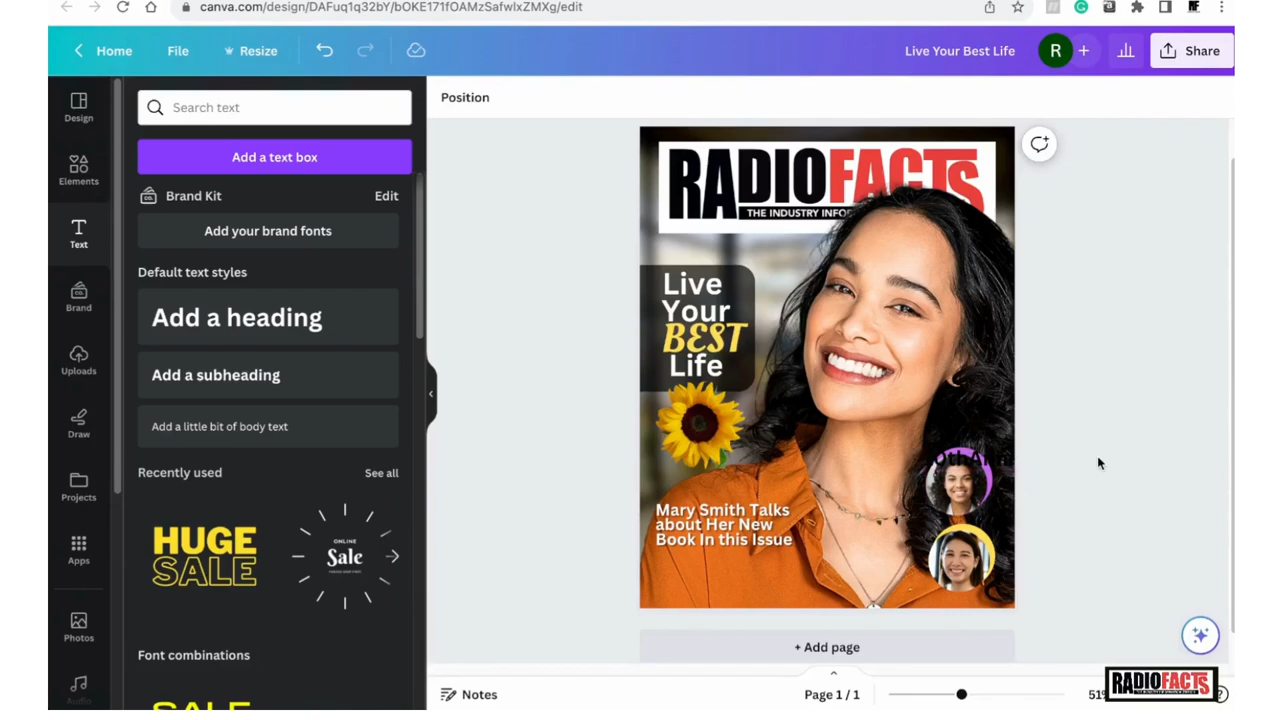 canva.com/design/DAFuq1q32bY/bOKE171fOAMzSafwIxZMXg/edit
Home
File
Resize
Live Your Best Life
R
+
Share
Design
Elements
Text
Brand
Uploads
Draw
Projects
Apps
Photos
Audio
Search text
Add a text box
Brand Kit
Edit
Add your brand fonts
Default text styles
Add a heading
Add a subheading
Add a little bit of body text
Recently used
See all
HUGE
SALE
ONLINE
Sale
Font combinations
SALE
Position
RADIOFACTS
THE INDUSTRY INFO
Live
Your
BEST
Life
Mary Smith Talks
about Her New
Book In this Issue
+ Add page
Notes
Page 1 / 1
51%
RADIOFACTS
?